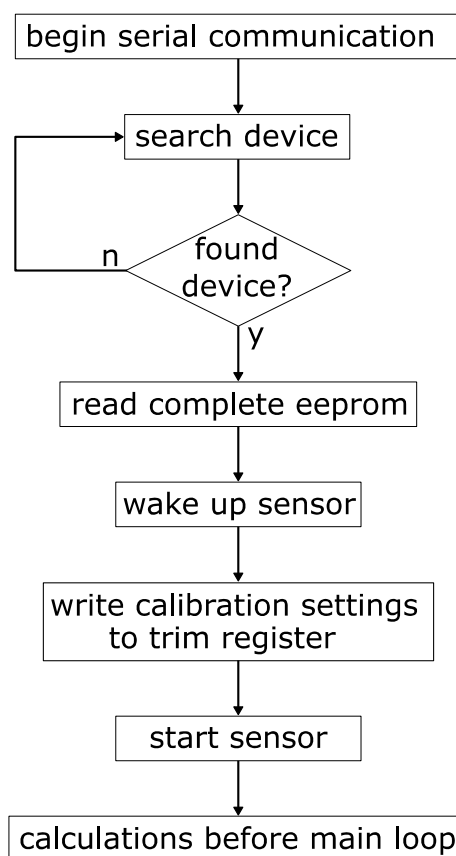 begin serial communication
search device
found
device?
n
y
read complete eeprom
wake up sensor
write calibration settings
to trim register
start sensor
calculations before main loop